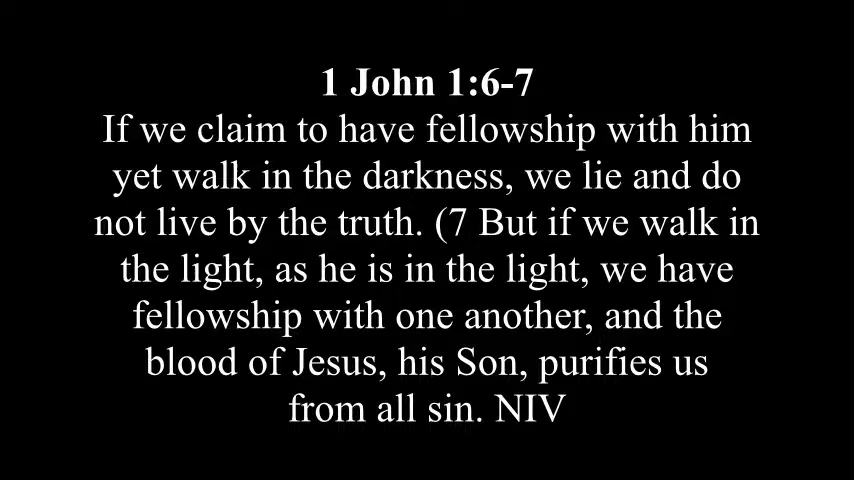 1 John 1:6-7
If we claim to have fellowship with him
yet walk in the darkness, we lie and do
not live by the truth. (7 But if we walk in
the light, as he is in the light, we have
fellowship with one another, and the
blood of Jesus, his Son, purifies us
from all sin. NIV